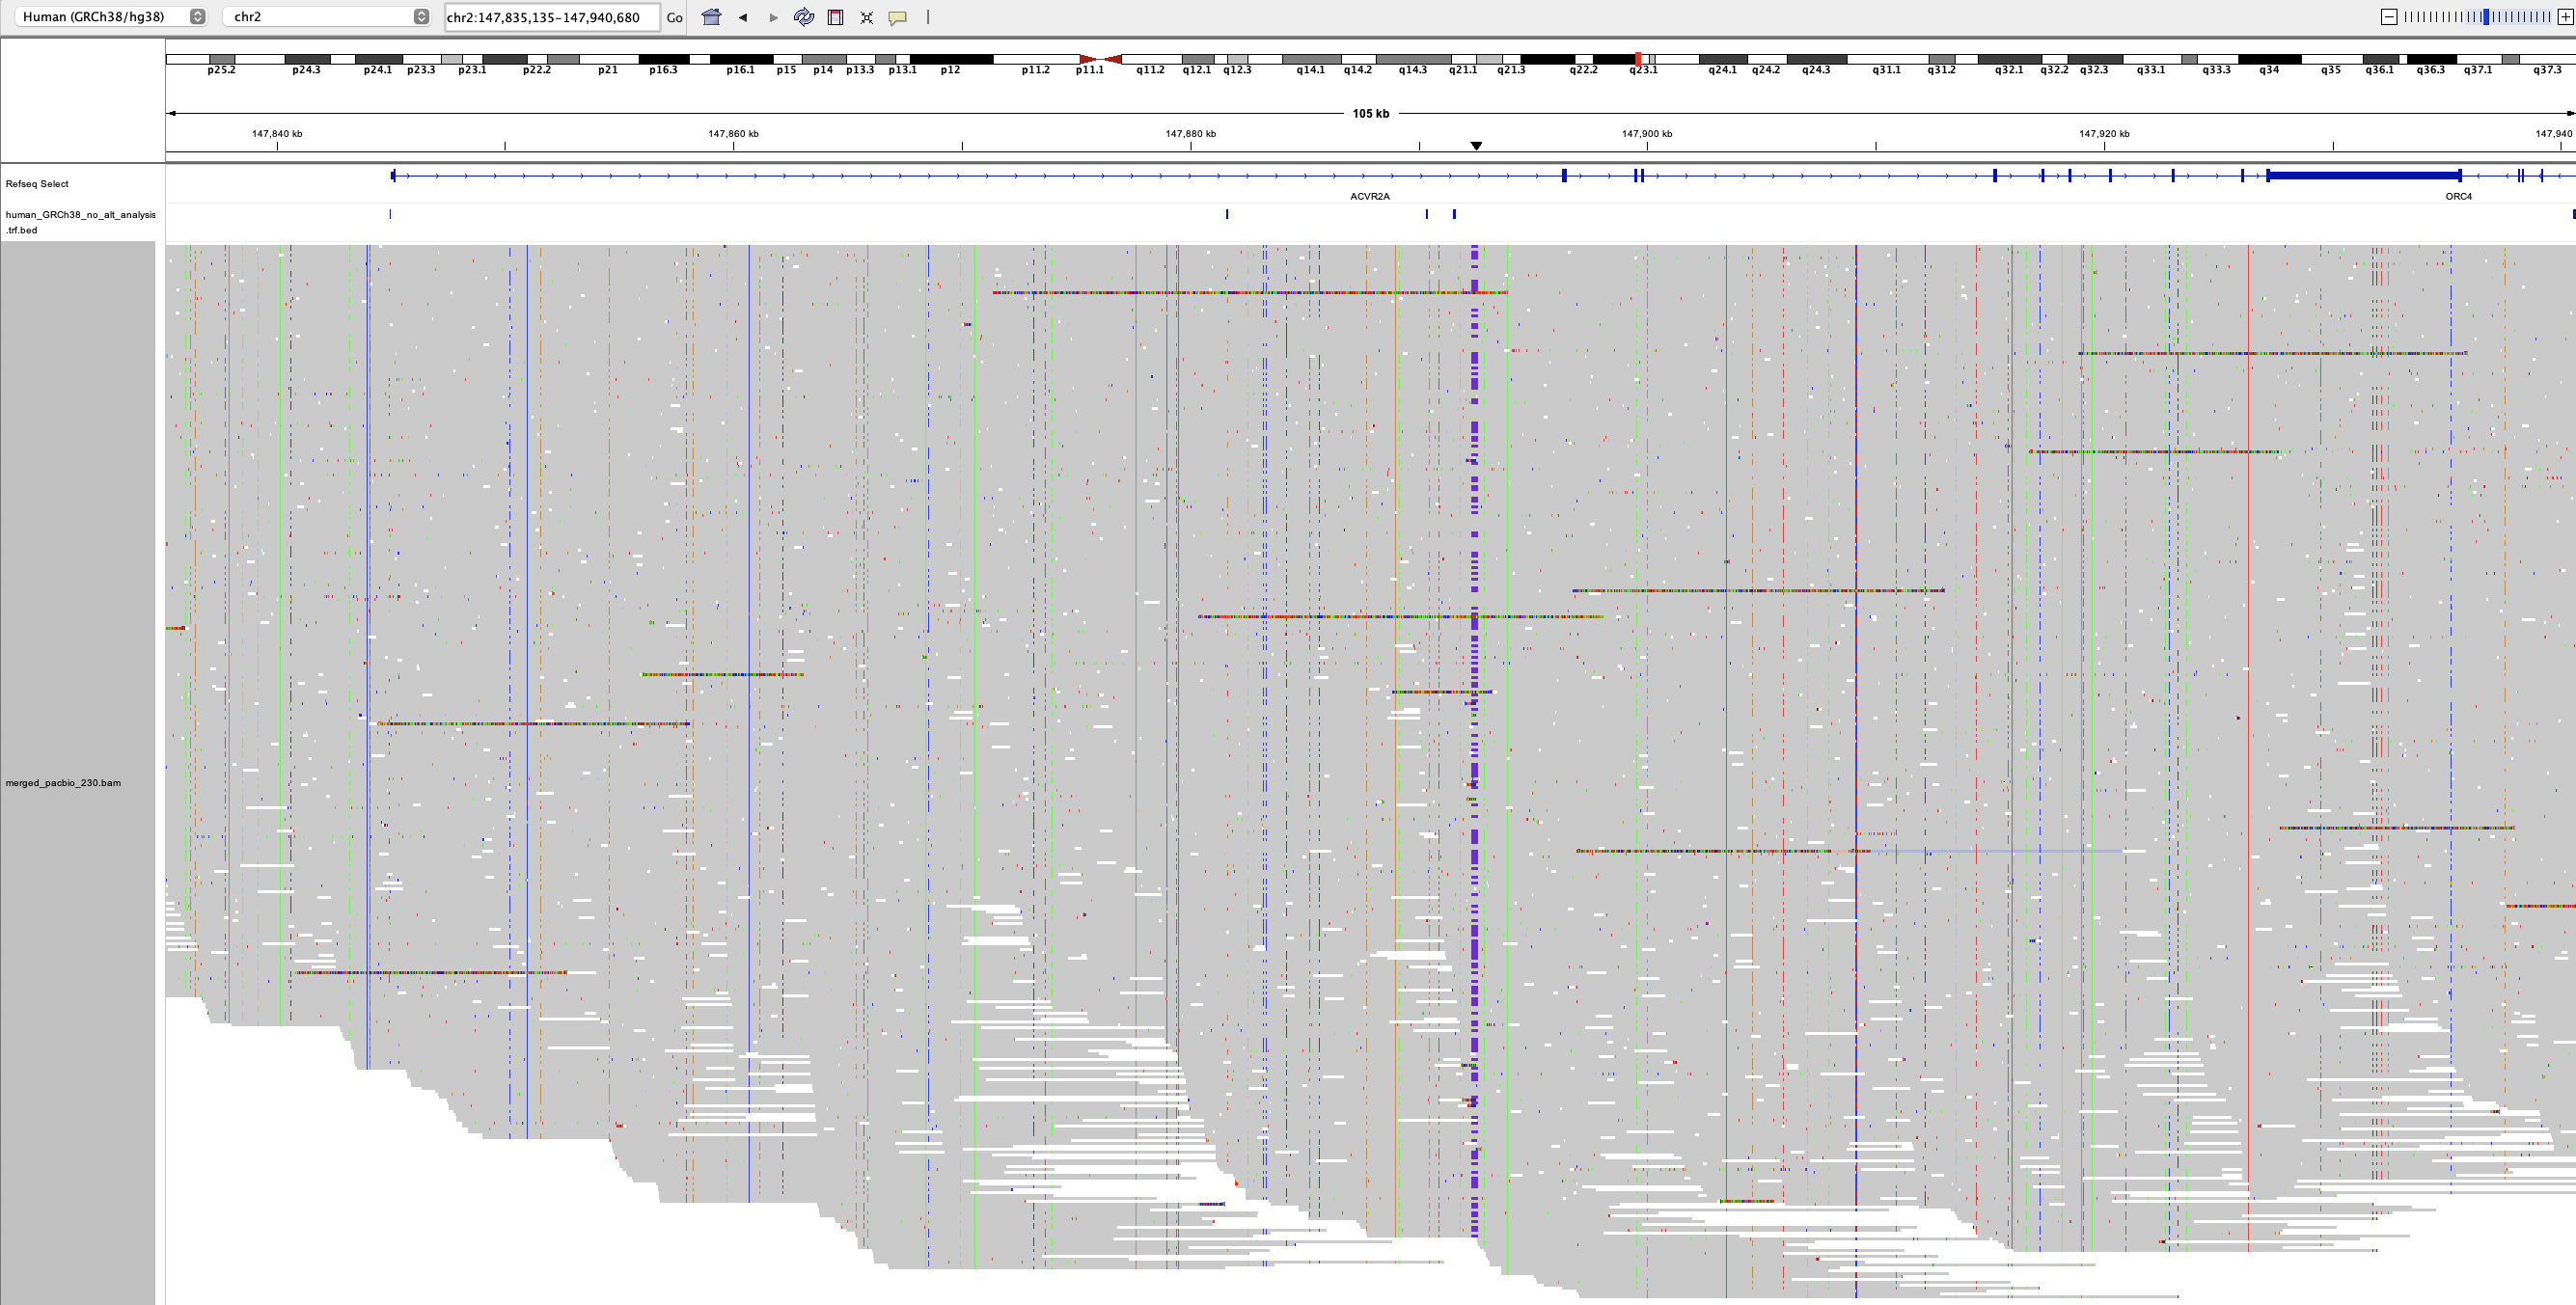 Human (GRCh38/hg38) chr2 chr2:147,835,135-147,940,680 Go
p25.2 p24.3 p24.1 p23.3 p23.1 p22.2 p21 p16.3 p16.1 p15 p14 p13.3 p13.1 p12 p11.2 p11.1 q11.2 q12.1 q12.3 q14.1 q14.2 q14.3 q21.1 q21.3 q22.2 q23.1 q24.1 q24.2 q24.3 q31.1 q31.2 q32.1 q32.2 q32.3 q33.1 q33.3 q34 q35 q36.1 q36.3 q37.1 q37.3
105 kb
147,840 kb 147,860 kb 147,880 kb 147,900 kb 147,920 kb 147,940
Refseq Select
ACVR2A ORC4
human_GRCh38_no_alt_analysis
.trf.bed
merged_pacbio_230.bam